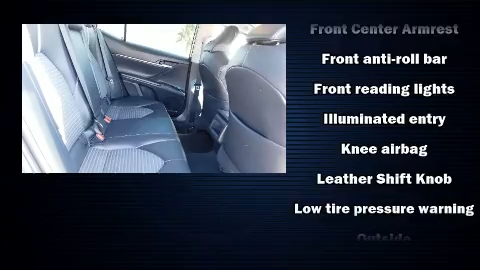 Front Center Armrest
Front anti-roll bar
Front reading lights
Illuminated entry
Knee airbag
Leather Shift Knob
Low tire pressure warning
Outside